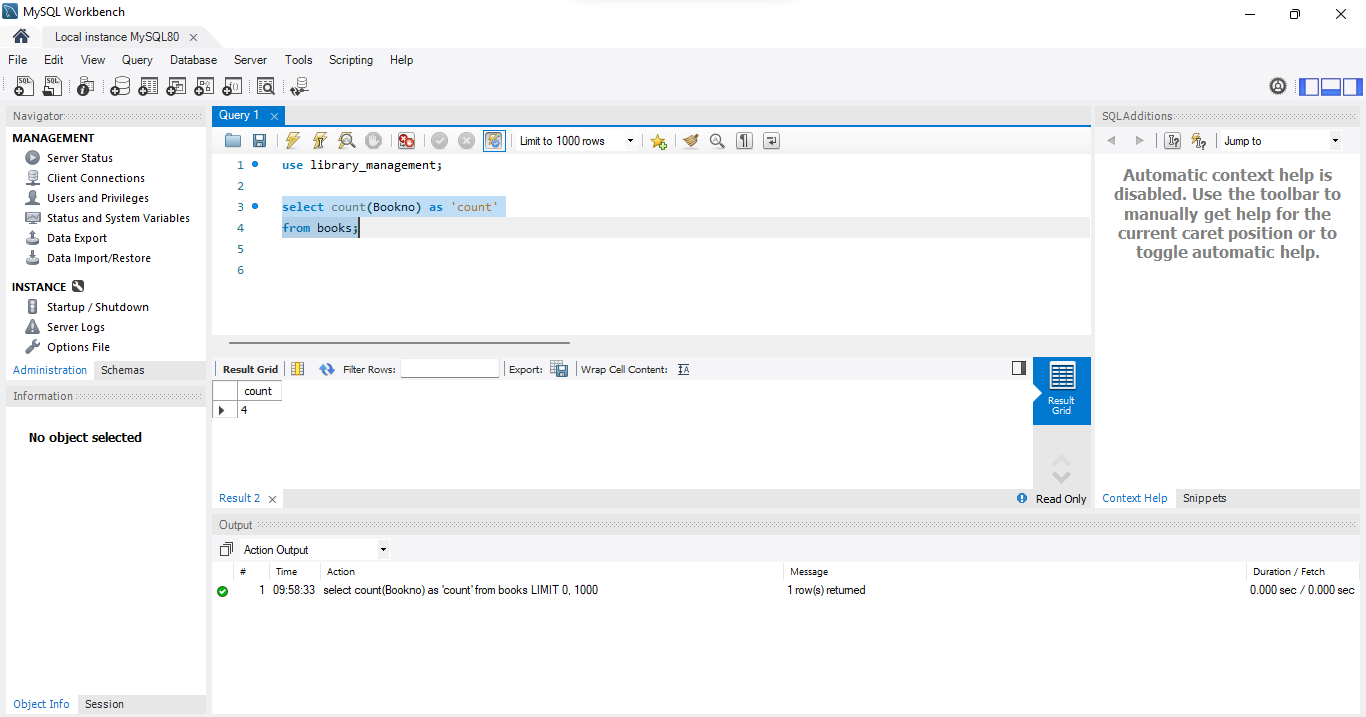 MySQL Workbench
Local instance MySQL80
File Edit View Query Database Server Tools Scripting Help
Navigator
MANAGEMENT
Server Status
Client Connections
Users and Privileges
Status and System Variables
Data Export
Data Import/Restore
INSTANCE
Startup / Shutdown
Server Logs
Options File
Administration Schemas
Information
No object selected
Object Info Session
Query 1
Limit to 1000 rows
1 use library_management;
2
3 select count(Bookno) as 'count'
4 from books;
5
6
Result Grid Filter Rows: Export: Wrap Cell Content:
count
4
Result
Grid
Result 2 Read Only
SQLAdditions
Jump to
Automatic context help is
disabled. Use the toolbar to
manually get help for the
current caret position or to
toggle automatic help.
Context Help Snippets
Output
Action Output
# Time Action Message Duration / Fetch
1 09:58:33 select count(Bookno) as 'count' from books LIMIT 0, 1000 1 row(s) returned 0.000 sec / 0.000 sec